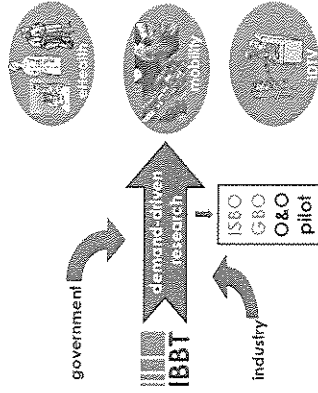 government
IBBT
demand-driven
research
industry
ISBO
GBO
O&O
pilot
eHealth
mobility
iDTV